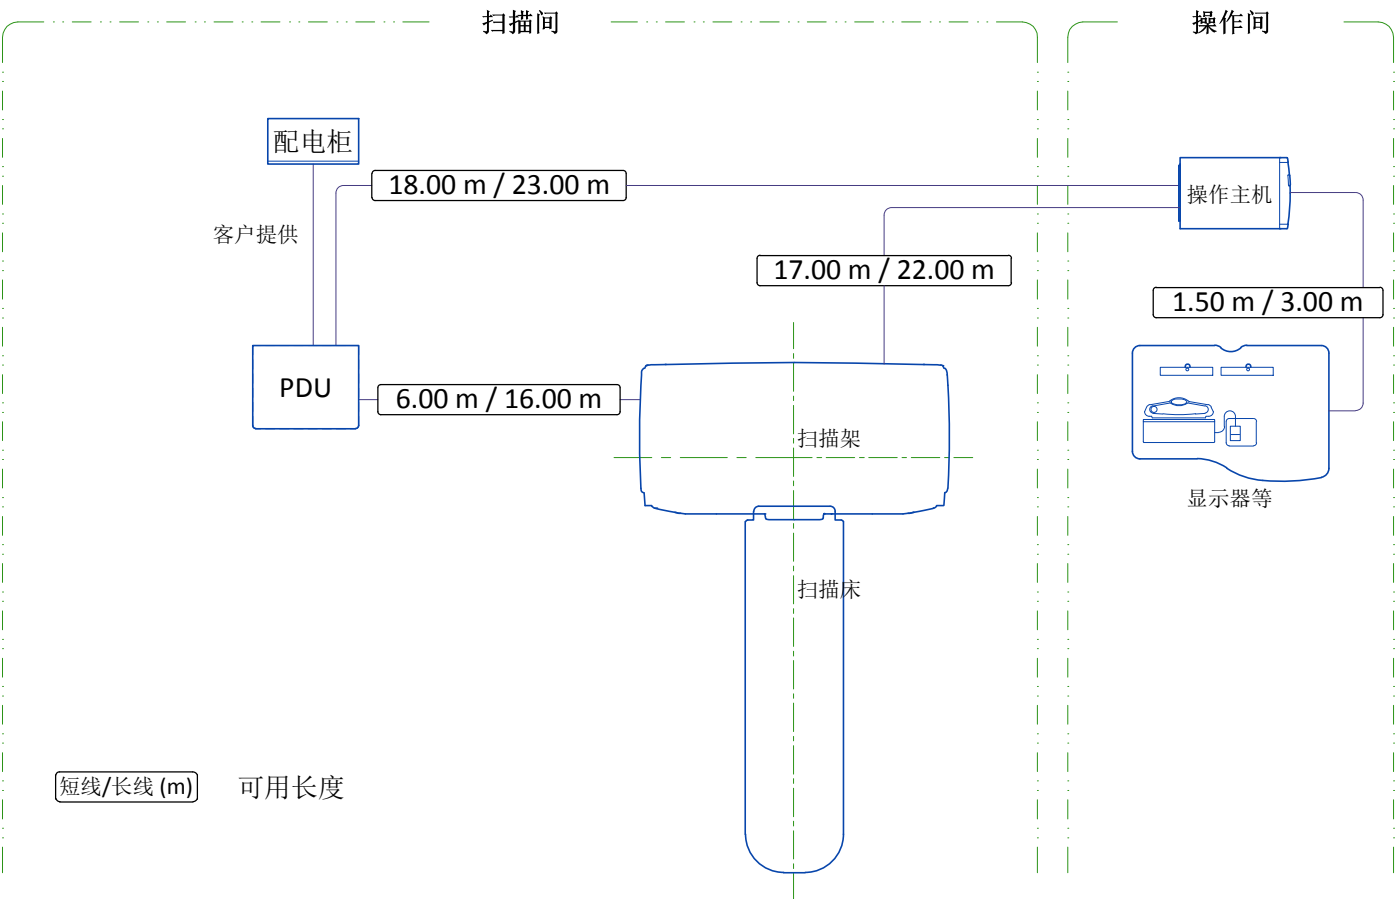 扫描间
操作间
配电柜
18.00 m / 23.00 m
操作主机
客户提供
17.00 m / 22.00 m
1.50 m / 3.00 m
PDU
6.00 m / 16.00 m
扫描架
显示器等
扫描床
短线/长线 (m)
可用长度